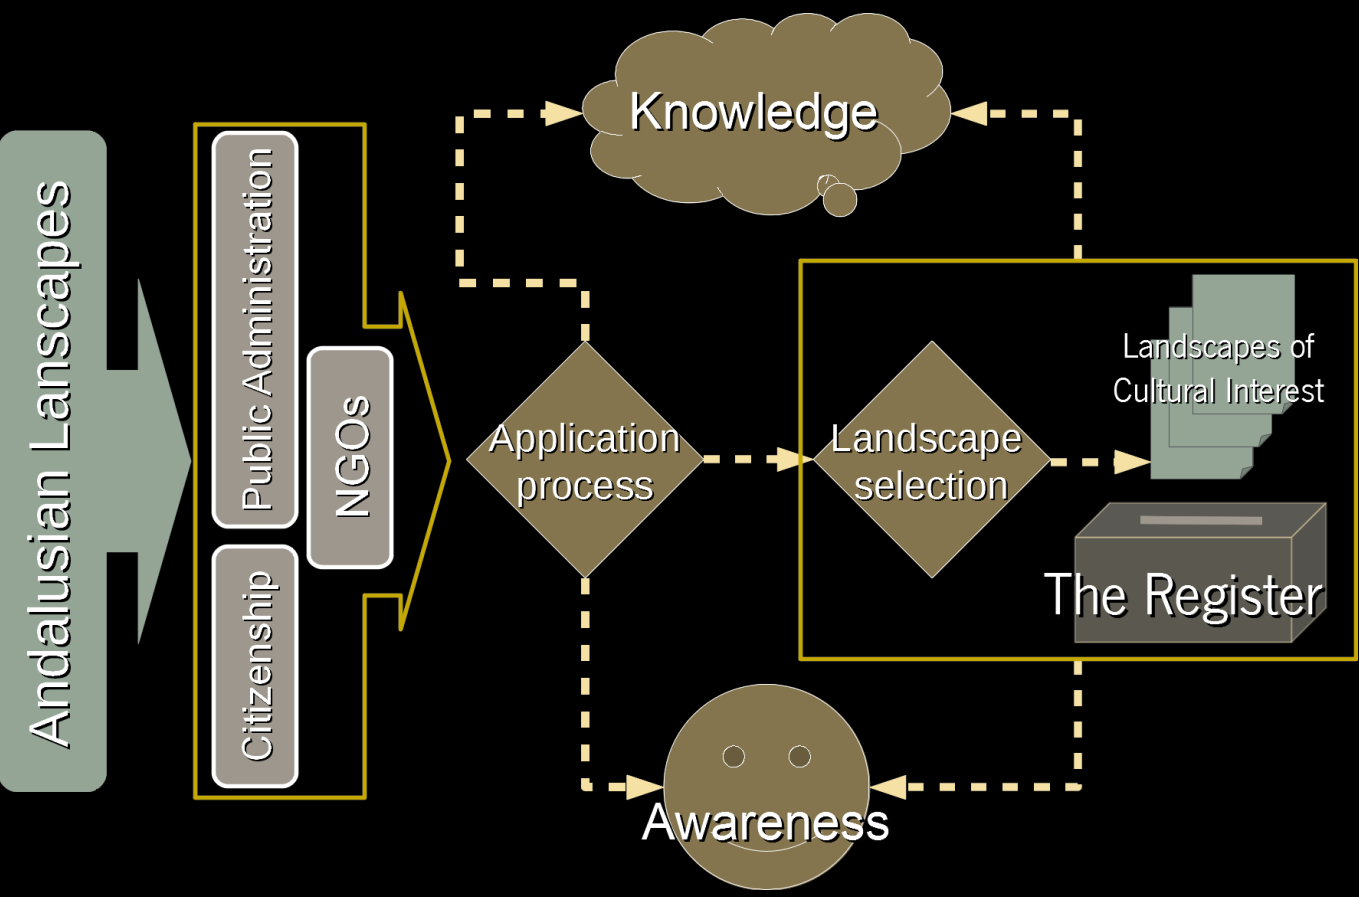 Andalusian Lanscapes
Public Administration
Citizenship
NGOs
Knowledge
Application
process
Landscape
selection
Landscapes of
Cultural Interest
The Register
Awareness